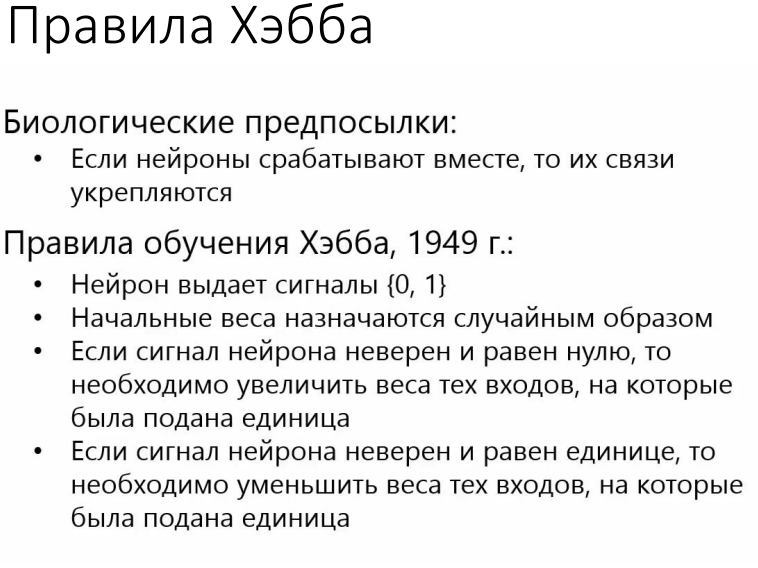 Правила Хэбба
Биологические предпосылки:
• Если нейроны срабатывают вместе, то их связи
укрепляются
Правила обучения Хэбба, 1949 г.:
• Нейрон выдает сигналы {0, 1}
• Начальные веса назначаются случайным образом
• Если сигнал нейрона неверен и равен нулю, то
необходимо увеличить веса тех входов, на которые
была подана единица
• Если сигнал нейрона неверен и равен единице, то
необходимо уменьшить веса тех входов, на которые
была подана единица